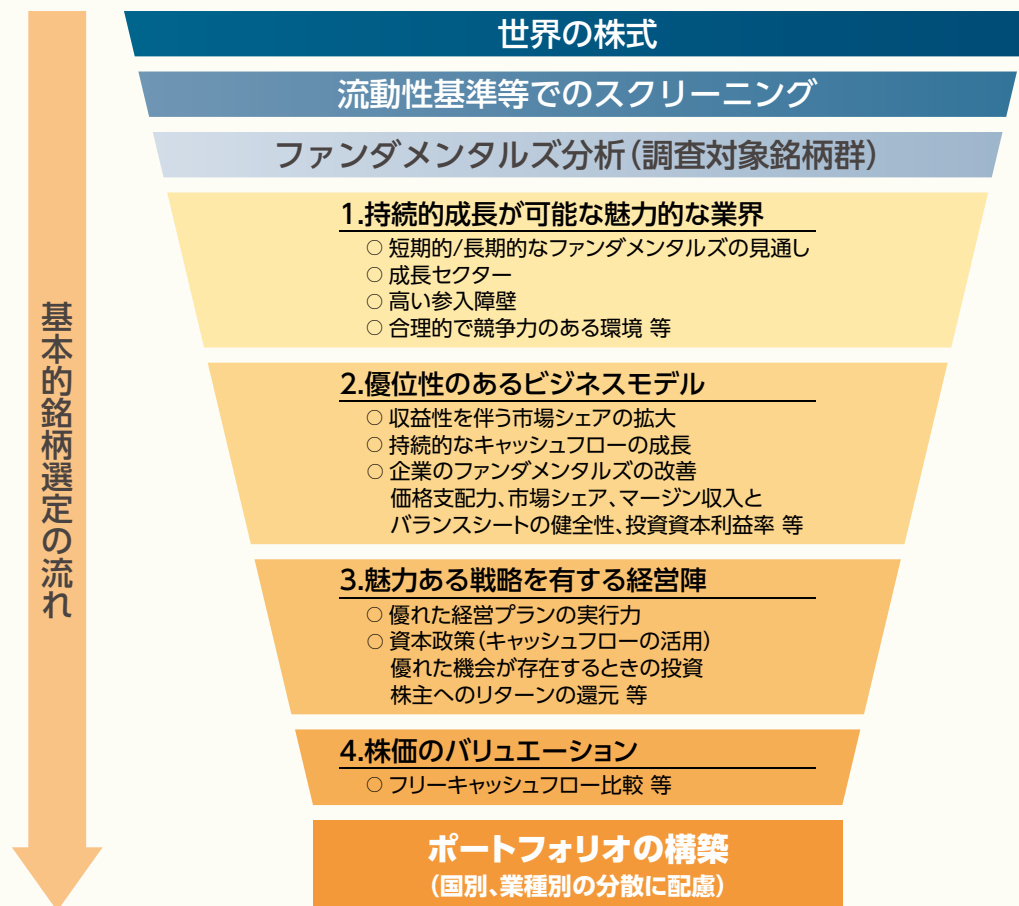 世界の株式
流動性基準等でのスクリーニング
ファンダメンタルズ分析(調査対象銘柄群)
基本的銘柄選定の流れ
1.持続的成長が可能な魅力的な業界
○ 短期的/長期的なファンダメンタルズの見通し
○ 成長セクター
○ 高い参入障壁
○ 合理的で競争力のある環境 等
2.優位性のあるビジネスモデル
○ 収益性を伴う市場シェアの拡大
○ 持続的なキャッシュフローの成長
○ 企業のファンダメンタルズの改善
価格支配力、市場シェア、マージン収入と
バランスシートの健全性、投資資本利益率 等
3.魅力ある戦略を有する経営陣
○ 優れた経営プランの実行力
○ 資本政策(キャッシュフローの活用)
優れた機会が存在するときの投資
株主へのリターンの還元 等
4.株価のバリュエーション
○ フリーキャッシュフロー比較 等
ポートフォリオの構築
(国別、業種別の分散に配慮)